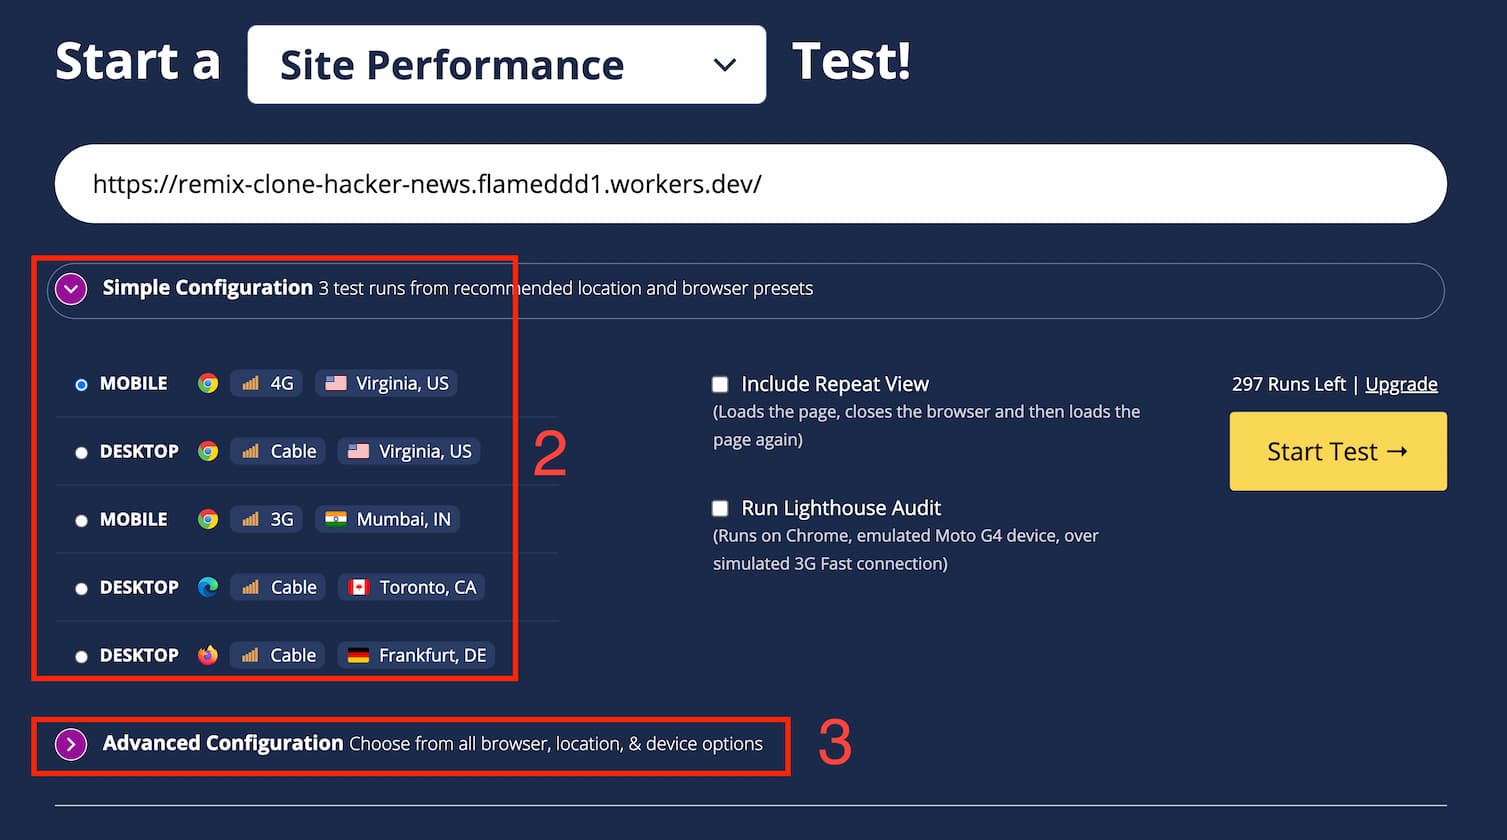 Start a Site Performance Test!
https://remix-clone-hacker-news.flameddd1.workers.dev/
Simple Configuration 3 test runs from recommended location and browser presets
MOBILE 4G Virginia, US
DESKTOP Cable Virginia, US
MOBILE 3G Mumbai, IN
DESKTOP Cable Toronto, CA
DESKTOP Cable Frankfurt, DE
2
Include Repeat View
(Loads the page, closes the browser and then loads the
page again)
Run Lighthouse Audit
(Runs on Chrome, emulated Moto G4 device, over
simulated 3G Fast connection)
297 Runs Left | Upgrade
Start Test →
Advanced Configuration Choose from all browser, location, & device options
3